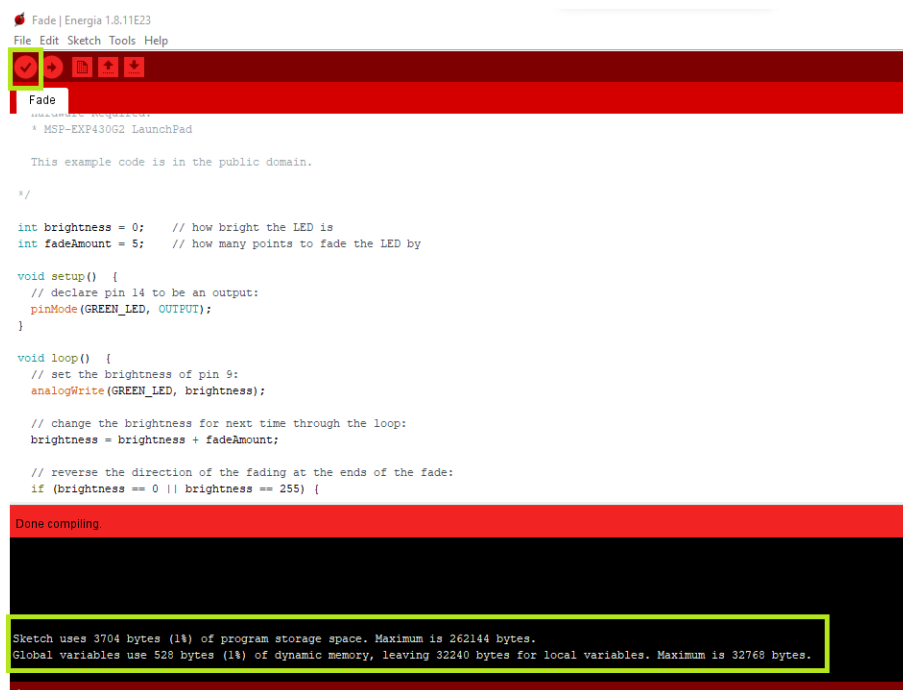 Fade | Energia 1.8.11E23
File Edit Sketch Tools Help
Fade
Hardware Required:
* MSP-EXP430G2 LaunchPad
This example code is in the public domain.
*/
int brightness = 0;    // how bright the LED is
int fadeAmount = 5;    // how many points to fade the LED by
void setup()  {
// declare pin 14 to be an output:
pinMode(GREEN_LED, OUTPUT);
}
void loop()  {
// set the brightness of pin 9:
analogWrite(GREEN_LED, brightness);
// change the brightness for next time through the loop:
brightness = brightness + fadeAmount;
// reverse the direction of the fading at the ends of the fade:
if (brightness == 0 || brightness == 255) {
Done compiling.
Sketch uses 3704 bytes (1%) of program storage space. Maximum is 262144 bytes.
Global variables use 528 bytes (1%) of dynamic memory, leaving 32240 bytes for local variables. Maximum is 32768 bytes.